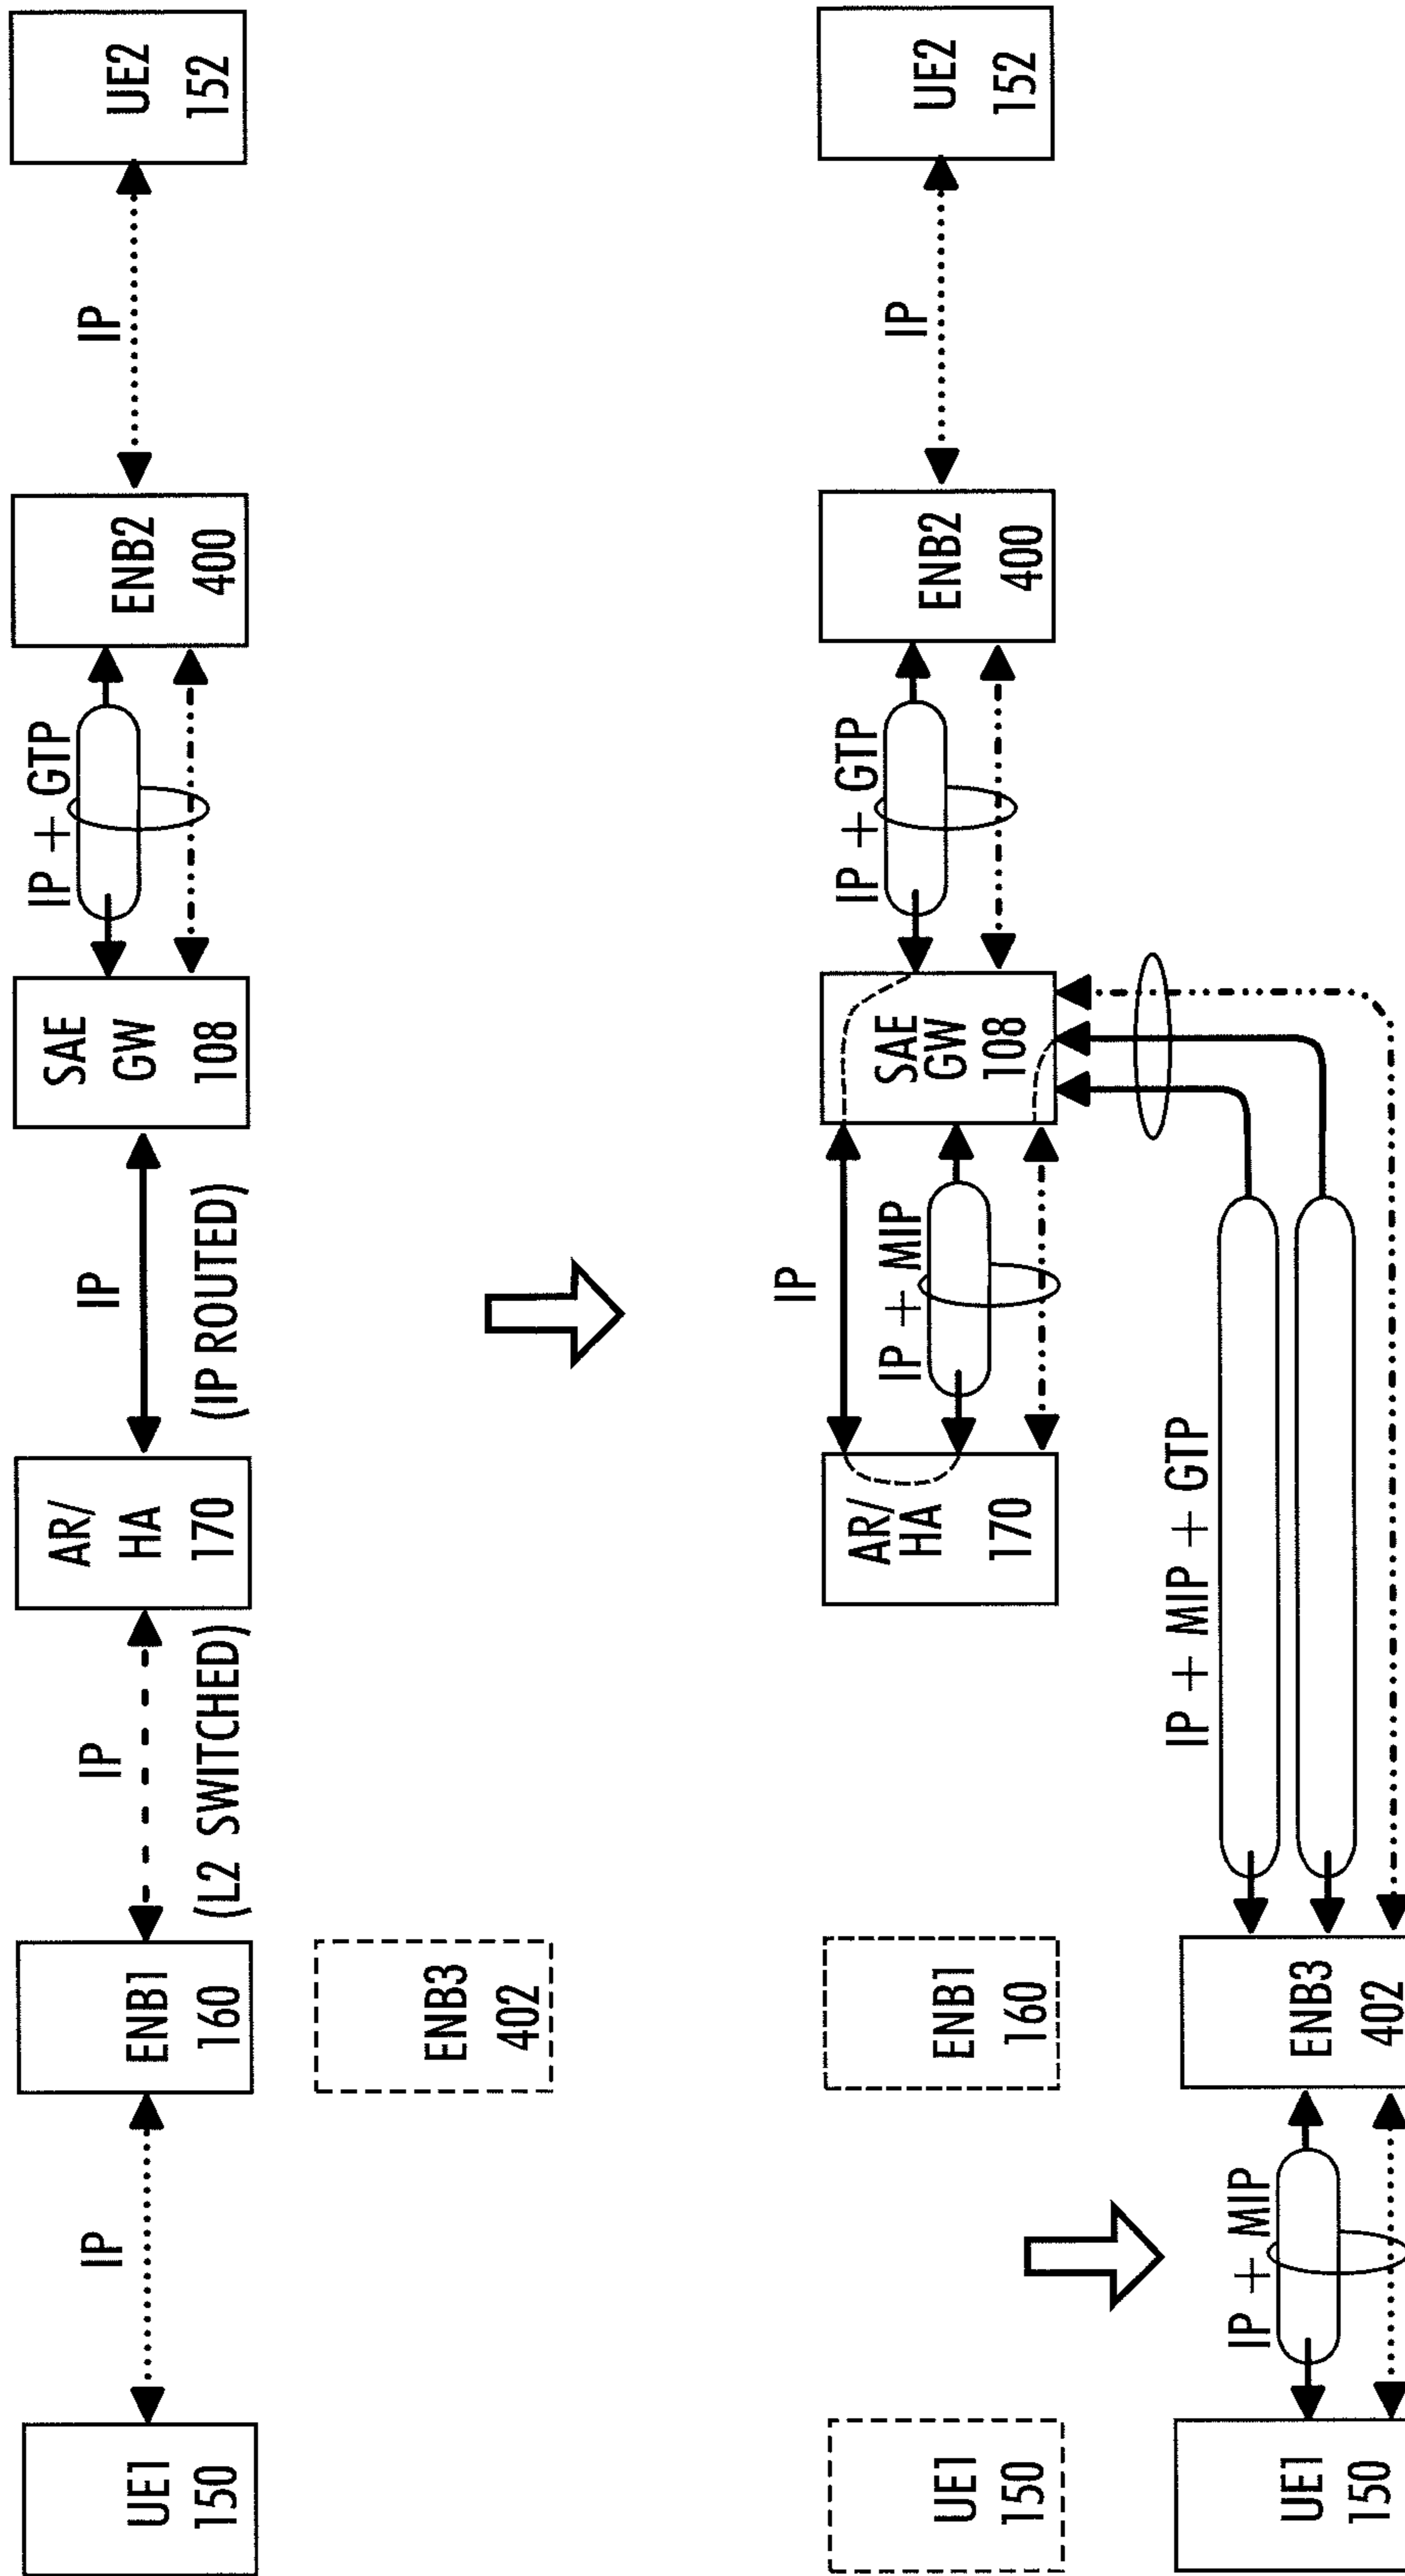 UE1
150
IP
ENB1
160
IP
(L2 SWITCHED)
AR/
HA
170
IP
(IP ROUTED)
SAE
GW
108
IP + GTP
ENB2
400
IP
UE2
152
ENB3
402
UE1
150
ENB1
160
AR/
HA
170
IP
IP + MIP
SAE
GW
108
IP + GTP
ENB2
400
IP
UE2
152
UE1
150
IP + MIP
ENB3
402
IP + MIP + GTP